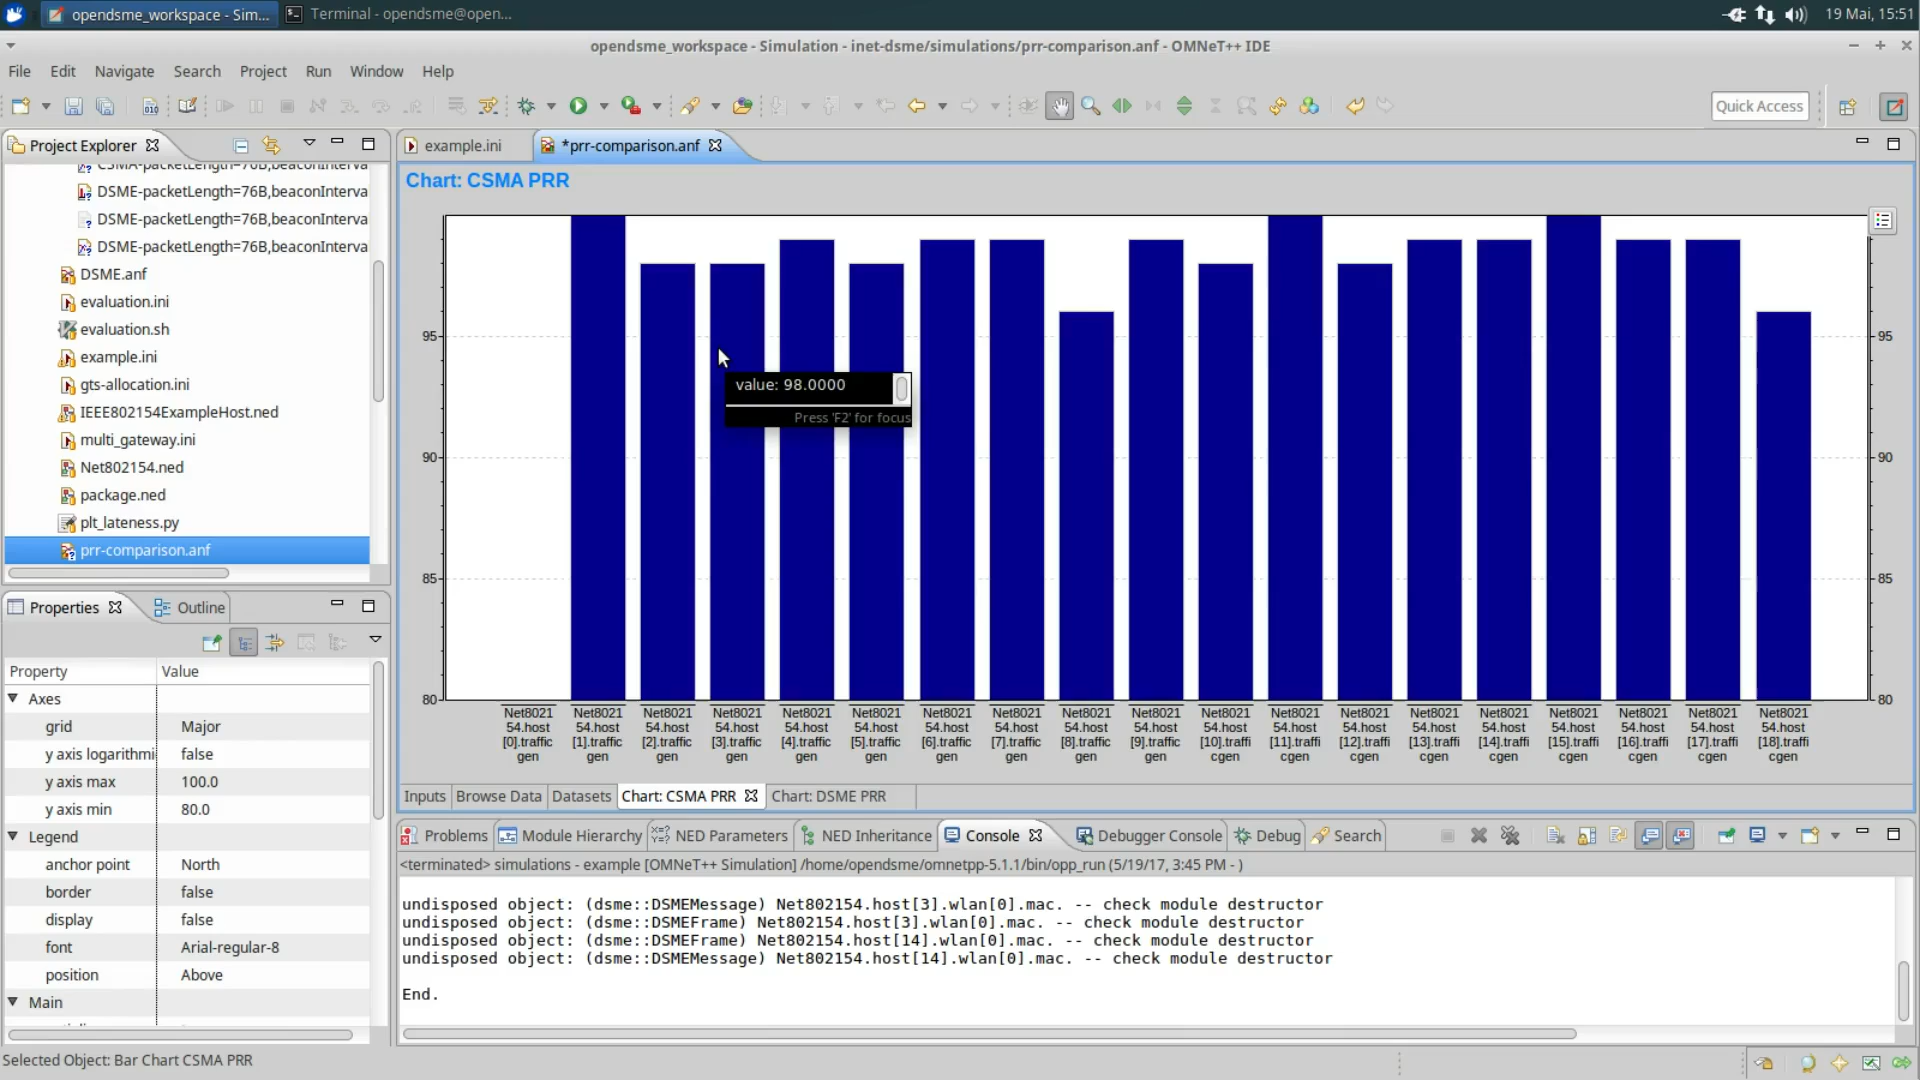 opendsme_workspace - Sim...
Terminal - opendsme@open...
19 Mai, 15:51
opendsme_workspace - Simulation - inet-dsme/simulations/prr-comparison.anf - OMNeT++ IDE
File Edit Navigate Search Project Run Window Help
Quick Access
Project Explorer
example.ini
*prr-comparison.anf
CSMA-packetLength=76B,beaconInterva
DSME-packetLength=76B,beaconInterva
DSME-packetLength=76B,beaconInterva
DSME-packetLength=76B,beaconInterva
DSME.anf
evaluation.ini
evaluation.sh
example.ini
gts-allocation.ini
IEEE802154ExampleHost.ned
multi_gateway.ini
Net802154.ned
package.ned
plt_lateness.py
prr-comparison.anf
Chart: CSMA PRR
95
90
85
80
95
90
85
80
value: 98.0000
Press 'F2' for focus
Net8021 54.host [0].traffic gen
Net8021 54.host [1].traffic gen
Net8021 54.host [2].traffic gen
Net8021 54.host [3].traffic gen
Net8021 54.host [4].traffic gen
Net8021 54.host [5].traffic gen
Net8021 54.host [6].traffic gen
Net8021 54.host [7].traffic gen
Net8021 54.host [8].traffic gen
Net8021 54.host [9].traffic gen
Net8021 54.host [10].traffi cgen
Net8021 54.host [11].traffi cgen
Net8021 54.host [12].traffi cgen
Net8021 54.host [13].traffi cgen
Net8021 54.host [14].traffi cgen
Net8021 54.host [15].traffi cgen
Net8021 54.host [16].traffi cgen
Net8021 54.host [17].traffi cgen
Net8021 54.host [18].traffi cgen
Inputs Browse Data Datasets Chart: CSMA PRR Chart: DSME PRR
Properties Outline
Property Value
Axes
grid Major
y axis logarithmi false
y axis max 100.0
y axis min 80.0
Legend
anchor point North
border false
display false
font Arial-regular-8
position Above
Main
Problems Module Hierarchy NED Parameters NED Inheritance Console Debugger Console Debug Search
<terminated> simulations - example [OMNeT++ Simulation] /home/opendsme/omnetpp-5.1.1/bin/opp_run (5/19/17, 3:45 PM - )
undisposed object: (dsme::DSMEMessage) Net802154.host[3].wlan[0].mac. -- check module destructor
undisposed object: (dsme::DSMEFrame) Net802154.host[3].wlan[0].mac. -- check module destructor
undisposed object: (dsme::DSMEFrame) Net802154.host[14].wlan[0].mac. -- check module destructor
undisposed object: (dsme::DSMEMessage) Net802154.host[14].wlan[0].mac. -- check module destructor
End.
Selected Object: Bar Chart CSMA PRR